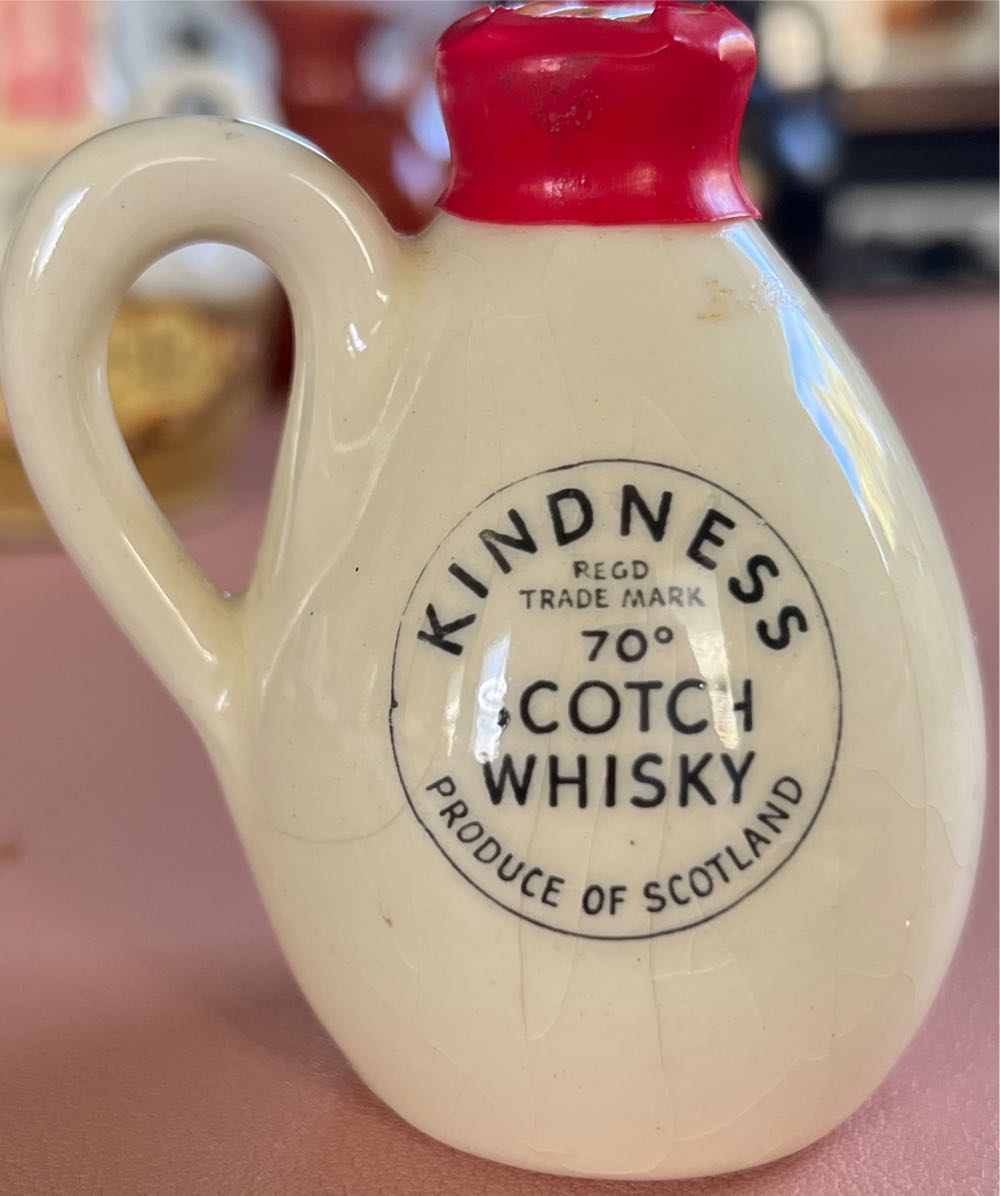 KINDNESS
REGD
TRADE MARK
70°
SCOTCH
WHISKY
PRODUCE OF SCOTLAND